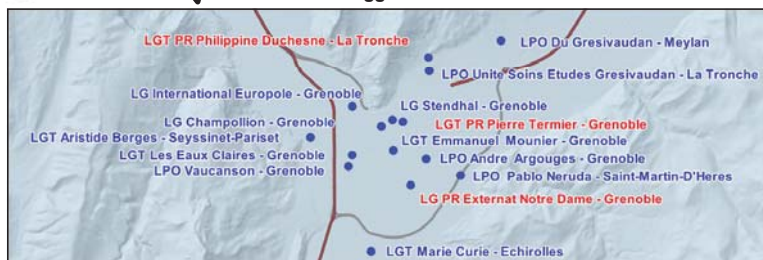 LPO Du Gresivaudan - Meylan
LGT PR Philippine Duchesne - La Tronche
LPO Unite Soins Etudes Gresivaudan - La Tronche
LG International Europole - Grenoble
LG Stendhal - Grenoble
LG Champollion - Grenoble
LGT PR Pierre Termier - Grenoble
LGT Aristide Berges - Seyssinet-Pariset
LGT Emmanuel Mounier - Grenoble
LGT Les Eaux Claires - Grenoble
LPO Andre Argouges - Grenoble
LPO Vaucanson - Grenoble
LPO Pablo Neruda - Saint-Martin-D'Heres
LG PR Externat Notre Dame - Grenoble
LGT Marie Curie - Echirolles